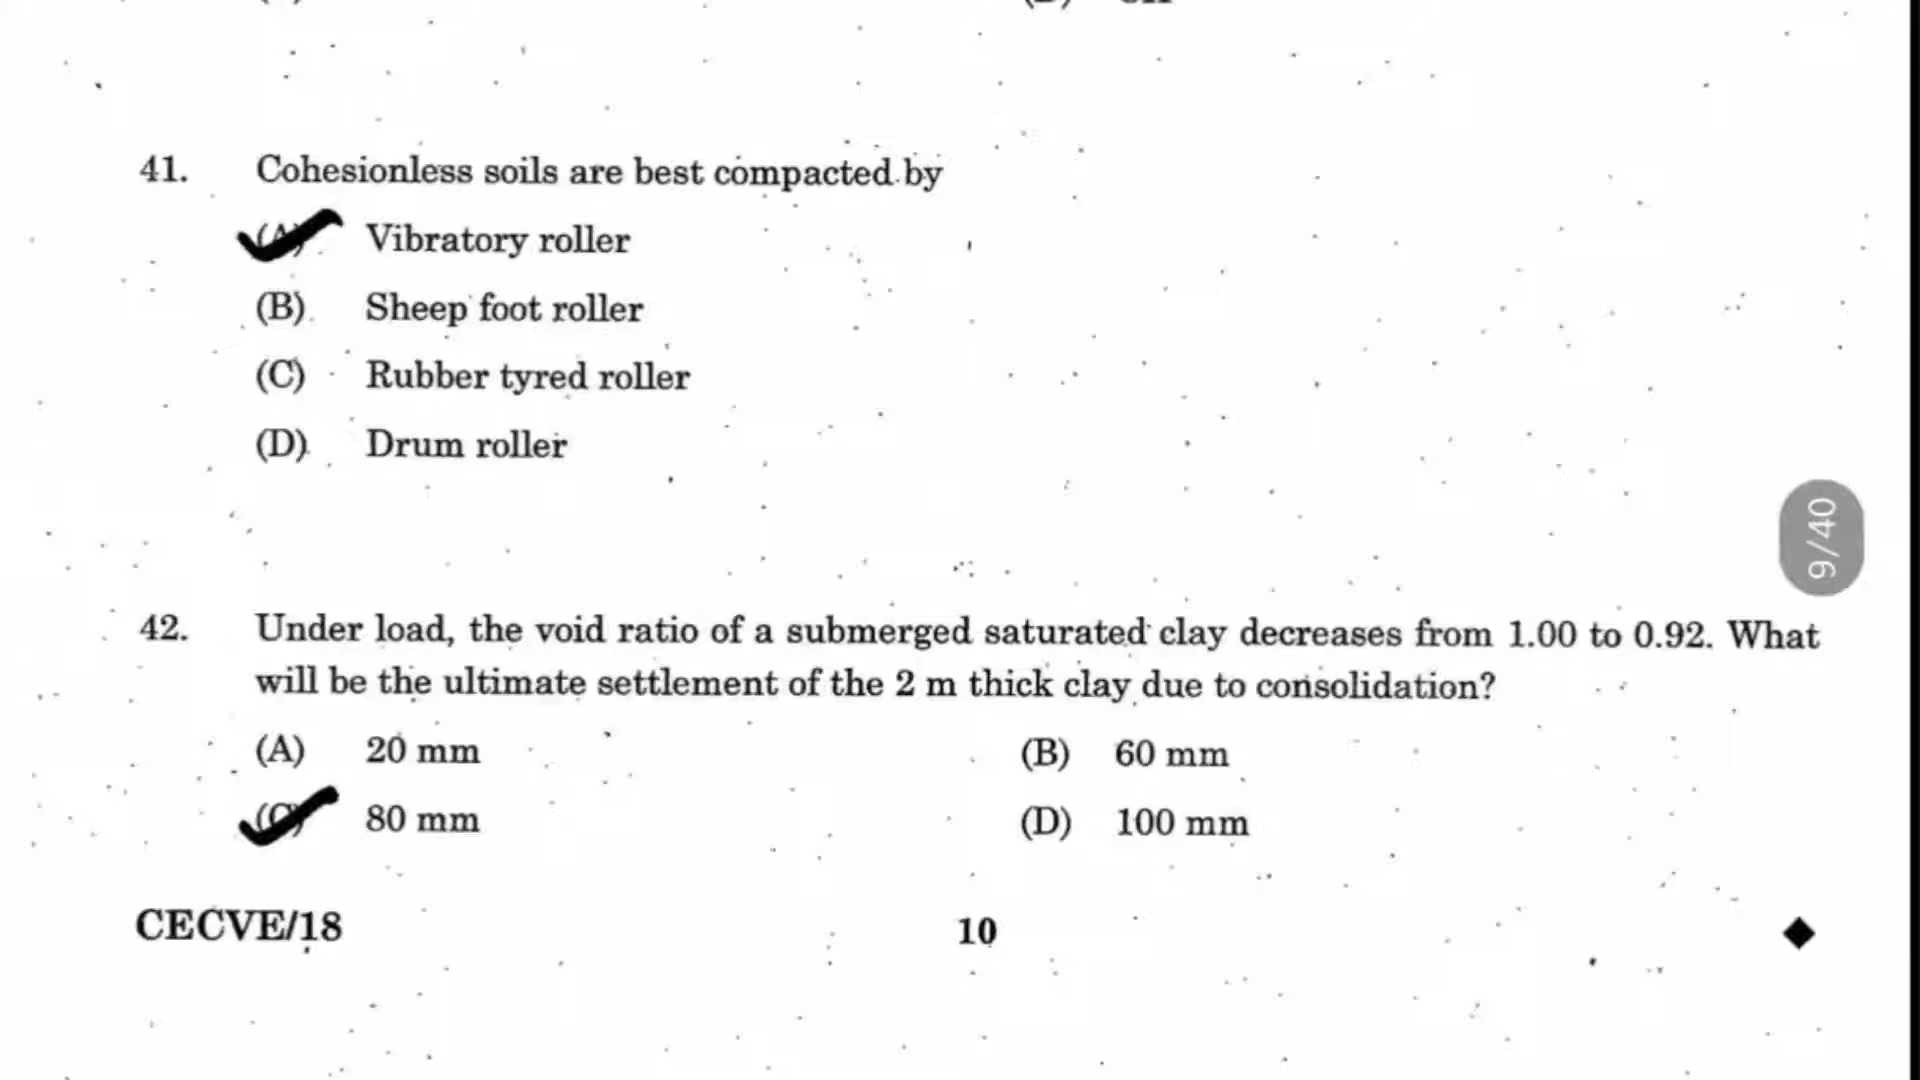 41. Cohesionless soils are best compacted by
(A) Vibratory roller
(B) Sheep foot roller
(C) Rubber tyred roller
(D) Drum roller
9/40
42. Under load, the void ratio of a submerged saturated clay decreases from 1.00 to 0.92. What
will be the ultimate settlement of the 2 m thick clay due to consolidation?
(A) 20 mm (B) 60 mm
(C) 80 mm (D) 100 mm
CECVE/18 10